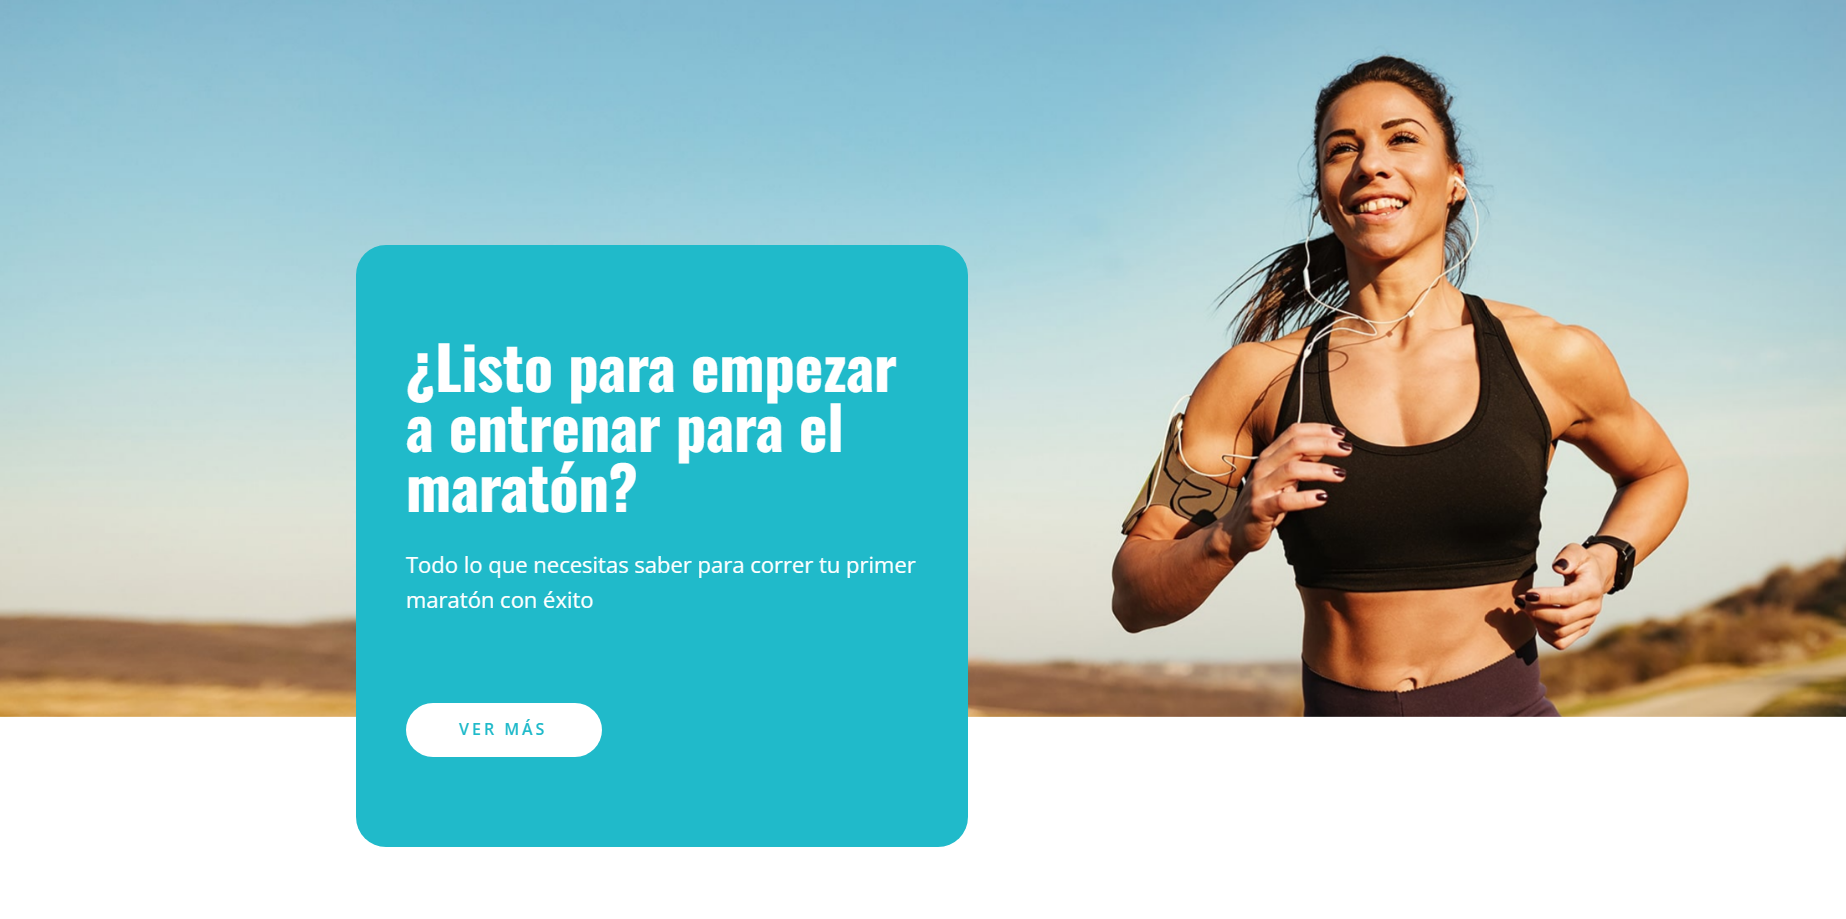 ¿Listo para empezar
a entrenar para el
maratón?
Todo lo que necesitas saber para correr tu primer
maratón con éxito
VER MÁS